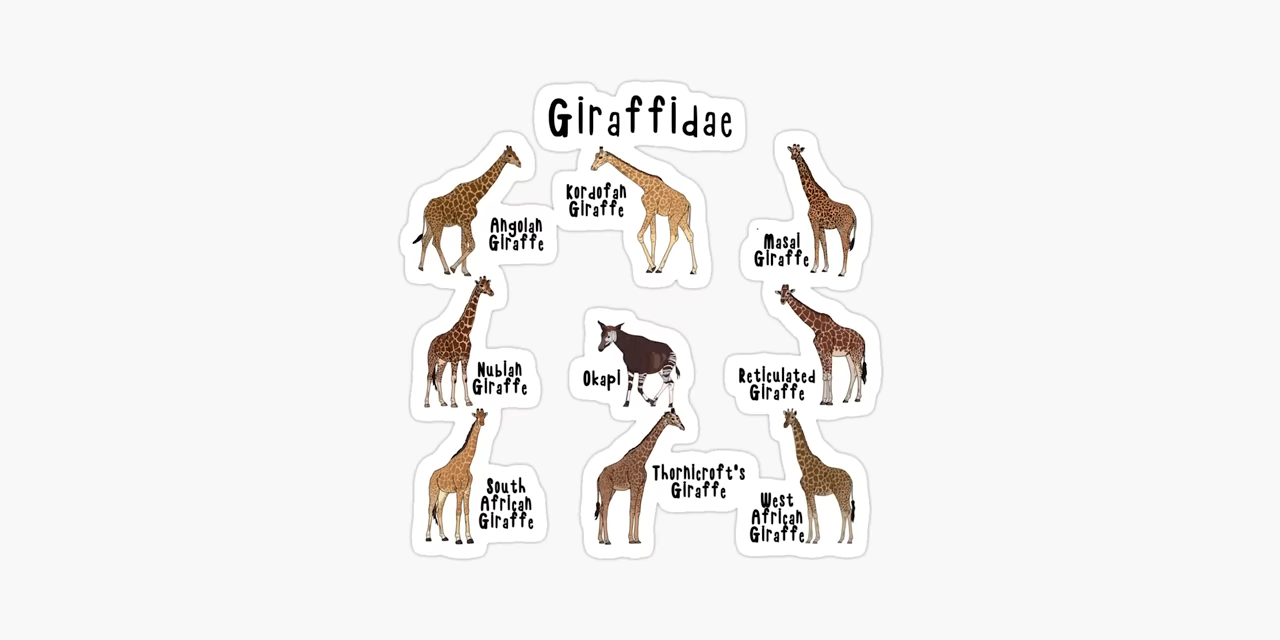 Giraffidae
Kordofan
Giraffe
Angolan
Giraffe
Masai
Giraffe
Nubian
Giraffe
Okapi
Reticulated
Giraffe
South
African
Giraffe
Thornicroft's
Giraffe
West
African
Giraffe